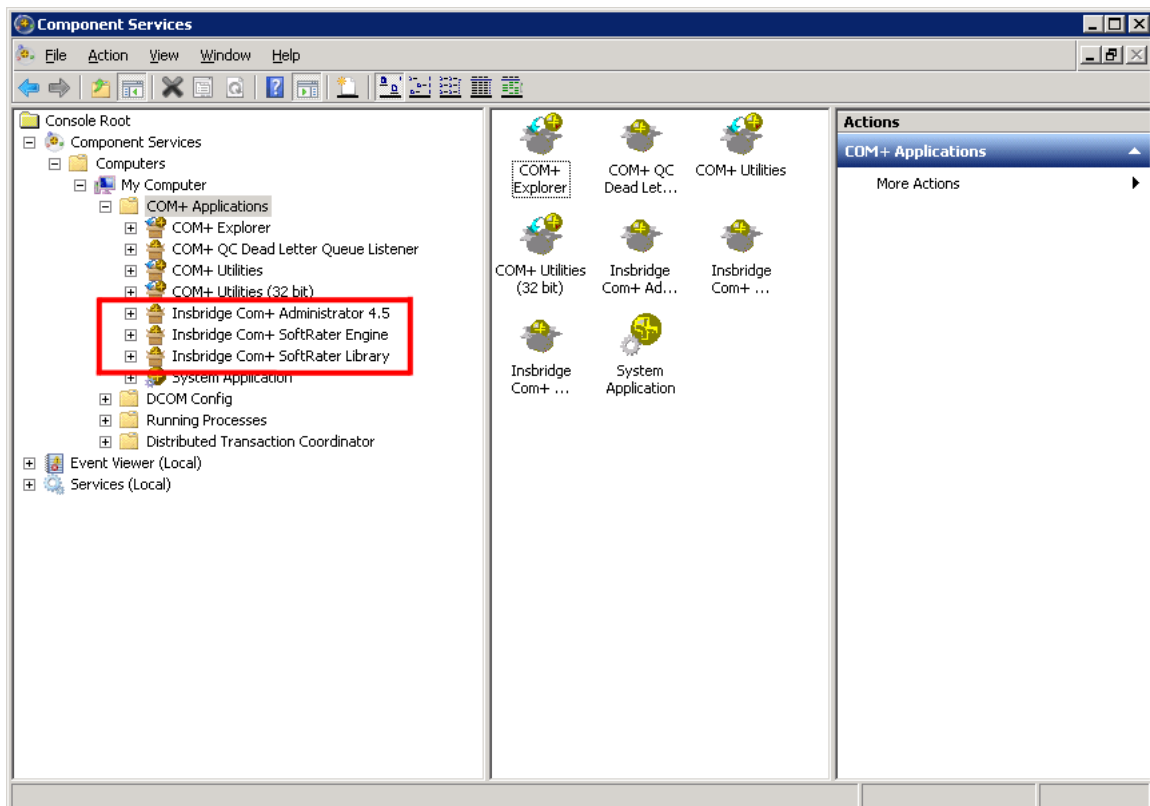 Component Services
File Action View Window Help
Console Root
Component Services
Computers
My Computer
COM+ Applications
COM+ Explorer
COM+ QC Dead Letter Queue Listener
COM+ Utilities
COM+ Utilities (32 bit)
Insbridge Com+ Administrator 4.5
Insbridge Com+ SoftRater Engine
Insbridge Com+ SoftRater Library
System Application
DCOM Config
Running Processes
Distributed Transaction Coordinator
Event Viewer (Local)
Services (Local)
COM+ Explorer
COM+ QC Dead Let...
COM+ Utilities
COM+ Utilities (32 bit)
Insbridge Com+ Ad...
Insbridge Com+ ...
Insbridge Com+ ...
System Application
Actions
COM+ Applications
More Actions